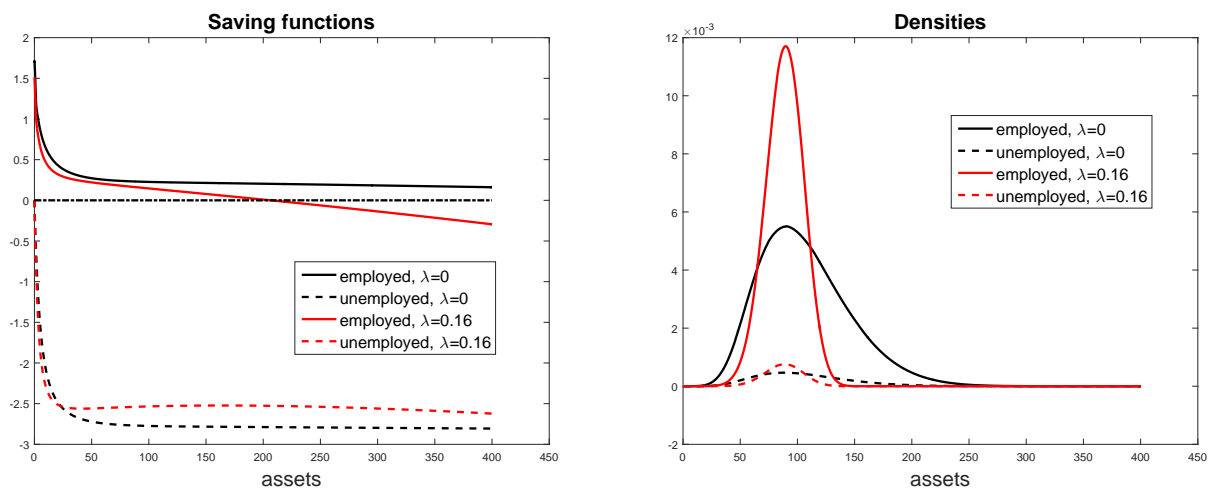 Saving functions
2
1.5
1
0.5
0
-0.5
-1
-1.5
-2
-2.5
-3
0 50 100 150 200 250 300 350 400 450
assets
employed, λ=0
unemployed, λ=0
employed, λ=0.16
unemployed, λ=0.16
Densities
×10⁻³
12
10
8
6
4
2
0
-2
0 50 100 150 200 250 300 350 400 450
assets
employed, λ=0
unemployed, λ=0
employed, λ=0.16
unemployed, λ=0.16